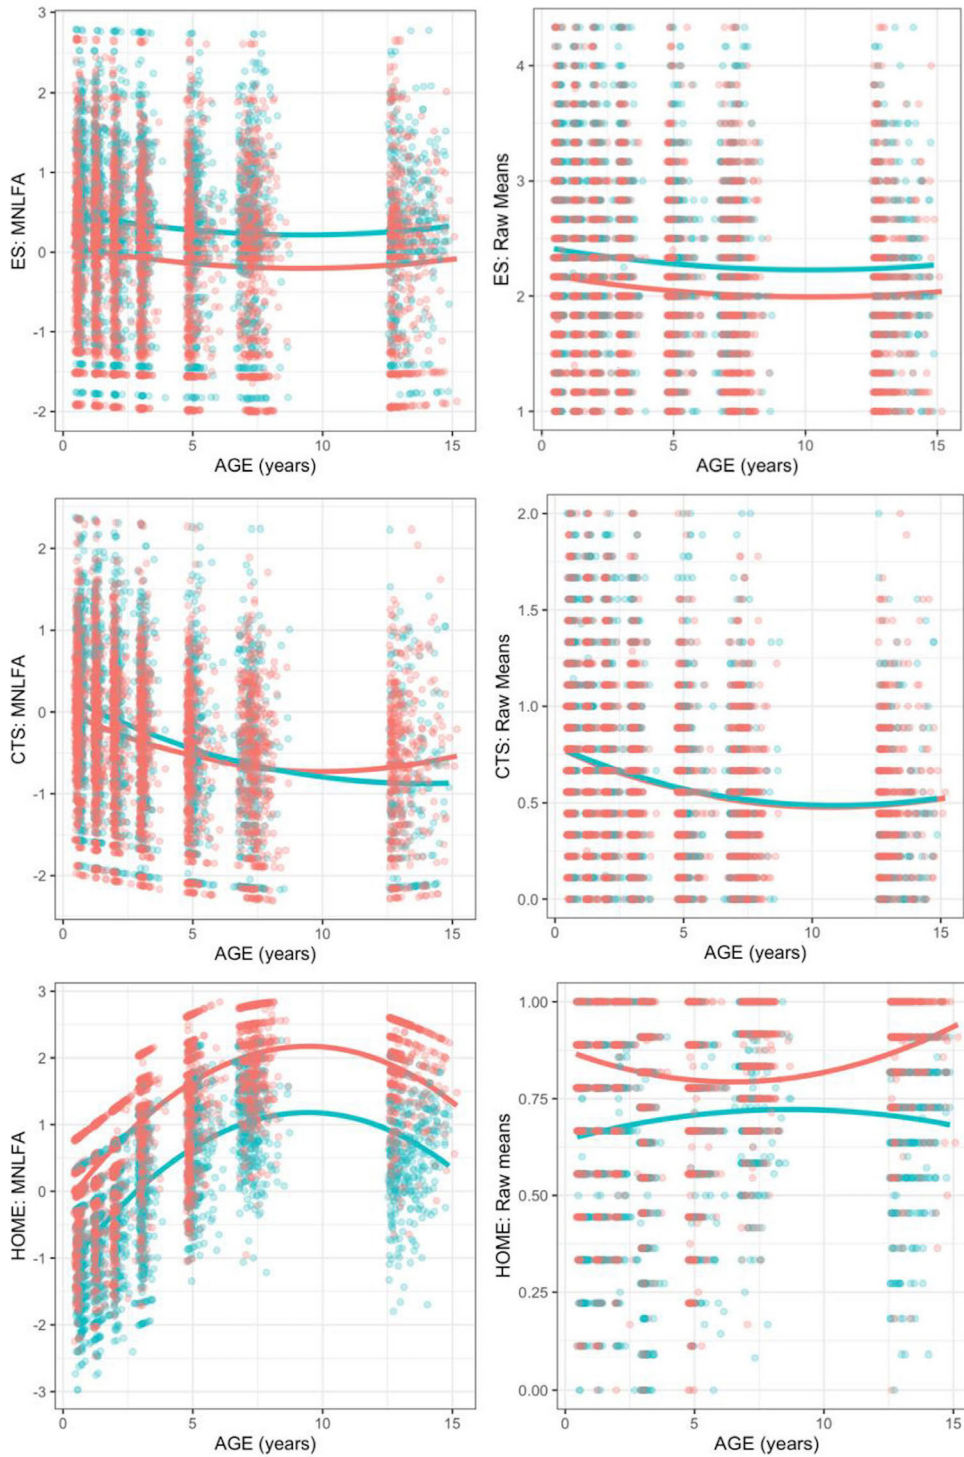 ES: MNLFA
3
2
1
0
-1
-2
0 5 10 15
AGE (years)
ES: Raw Means
4
3
2
1
0 5 10 15
AGE (years)
CTS: MNLFA
2
1
0
-1
-2
0 5 10 15
AGE (years)
CTS: Raw Means
2.0
1.5
1.0
0.5
0.0
0 5 10 15
AGE (years)
HOME: MNLFA
3
2
1
0
-1
-2
-3
0 5 10 15
AGE (years)
HOME: Raw means
1.00
0.75
0.50
0.25
0.00
0 5 10 15
AGE (years)